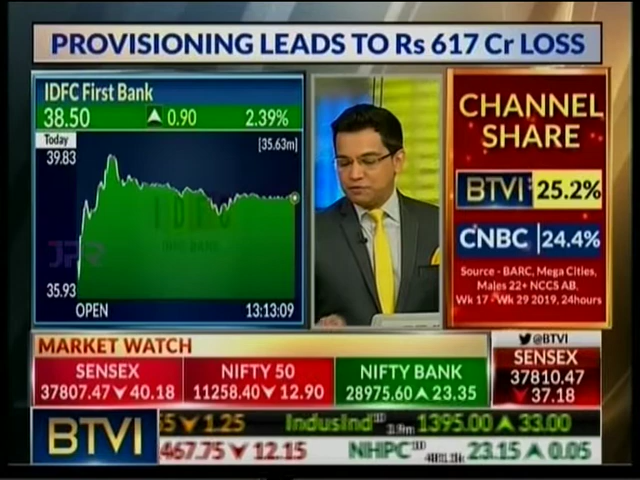 PROVISIONING LEADS TO Rs 617 Cr LOSS
IDFC First Bank
38.50 ▲ 0.90 2.39%
Today
[35.63m]
39.83
JPR
35.93
OPEN
13:13:09
CHANNEL
SHARE
BTVI 25.2%
CNBC 24.4%
Source - BARC, Mega Cities,
Males 22+ NCCS AB,
Wk 17 - Wk 29 2019, 24hours
MARKET WATCH
SENSEX
37807.47 ▼ 40.18
NIFTY 50
11258.40 ▼ 12.90
NIFTY BANK
28975.60 ▲ 23.35
@BTVI
SENSEX
37810.47
▼ 37.18
BTVI
5 ▼ 1.25 IndusInd 1395.00 ▲ 33.00
467.75 ▼ 12.15 NHPC 23.15 ▲ 0.05